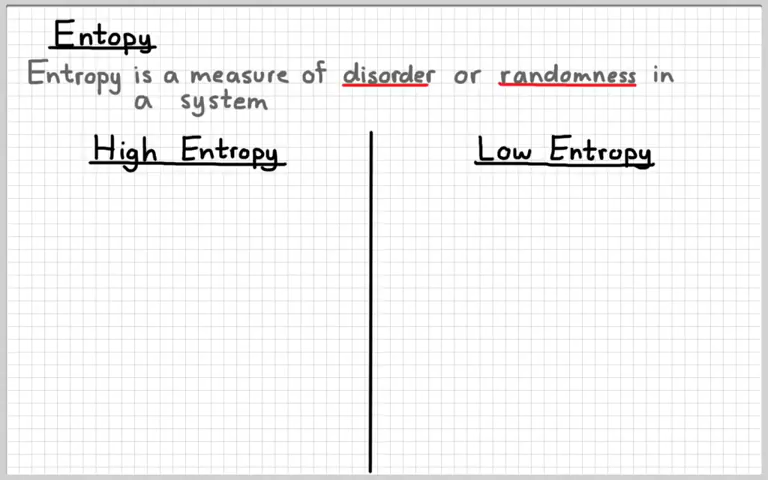 Entopy
Entropy is a measure of disorder or randomness in
a system
High Entropy
Low Entropy